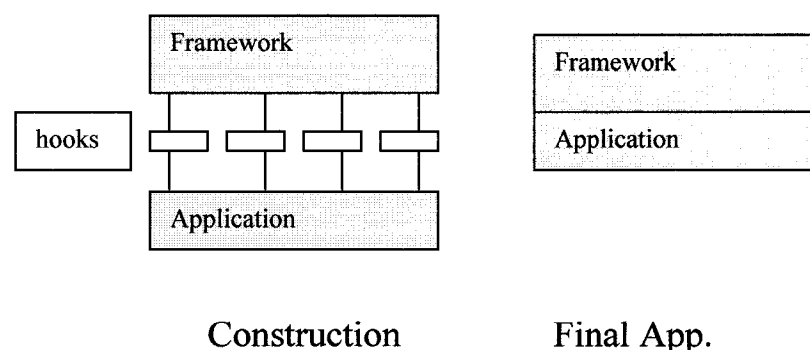 Framework
hooks
Application
Framework
Application
Construction
Final App.